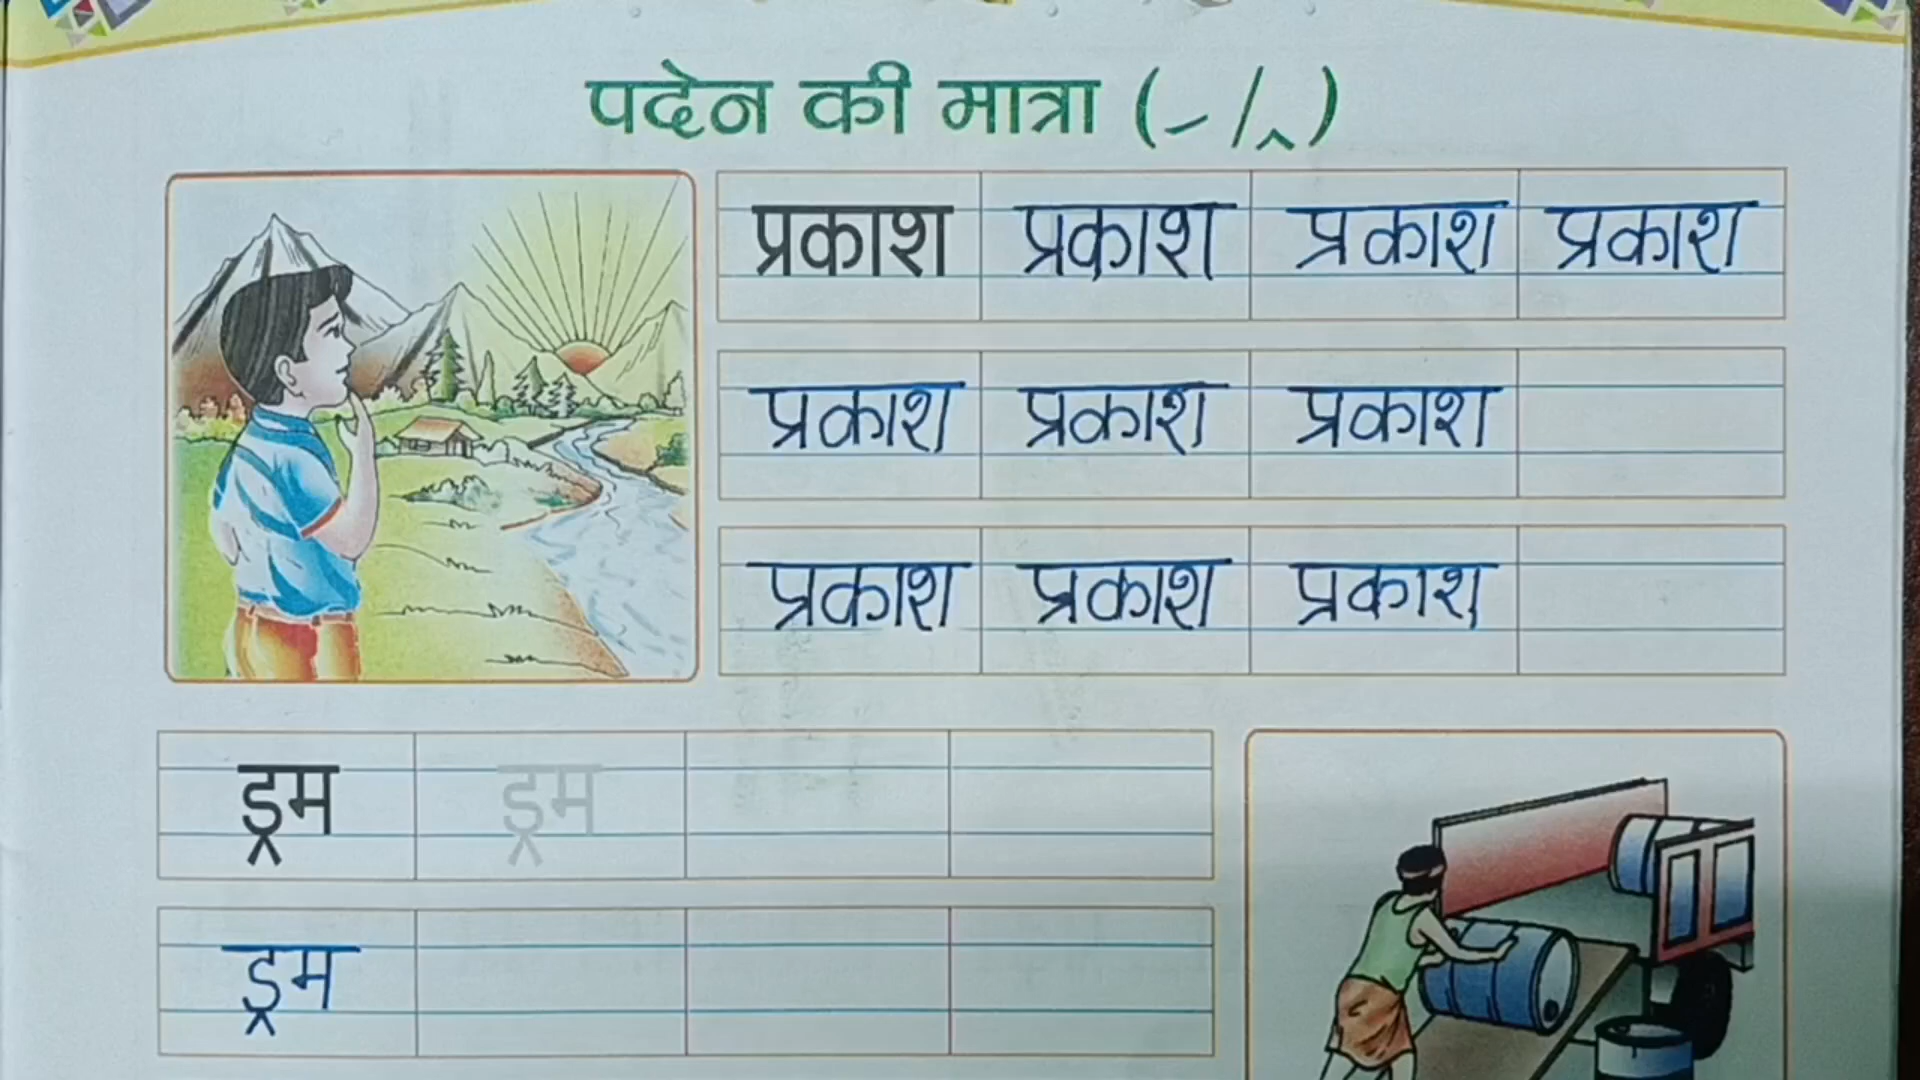 पदेन की मात्रा (्र / ्र)
प्रकाश प्रकाश प्रकाश प्रकाश
प्रकाश प्रकाश प्रकाश
प्रकाश प्रकाश प्रकाश
ड्रम ड्रम
ड्रम